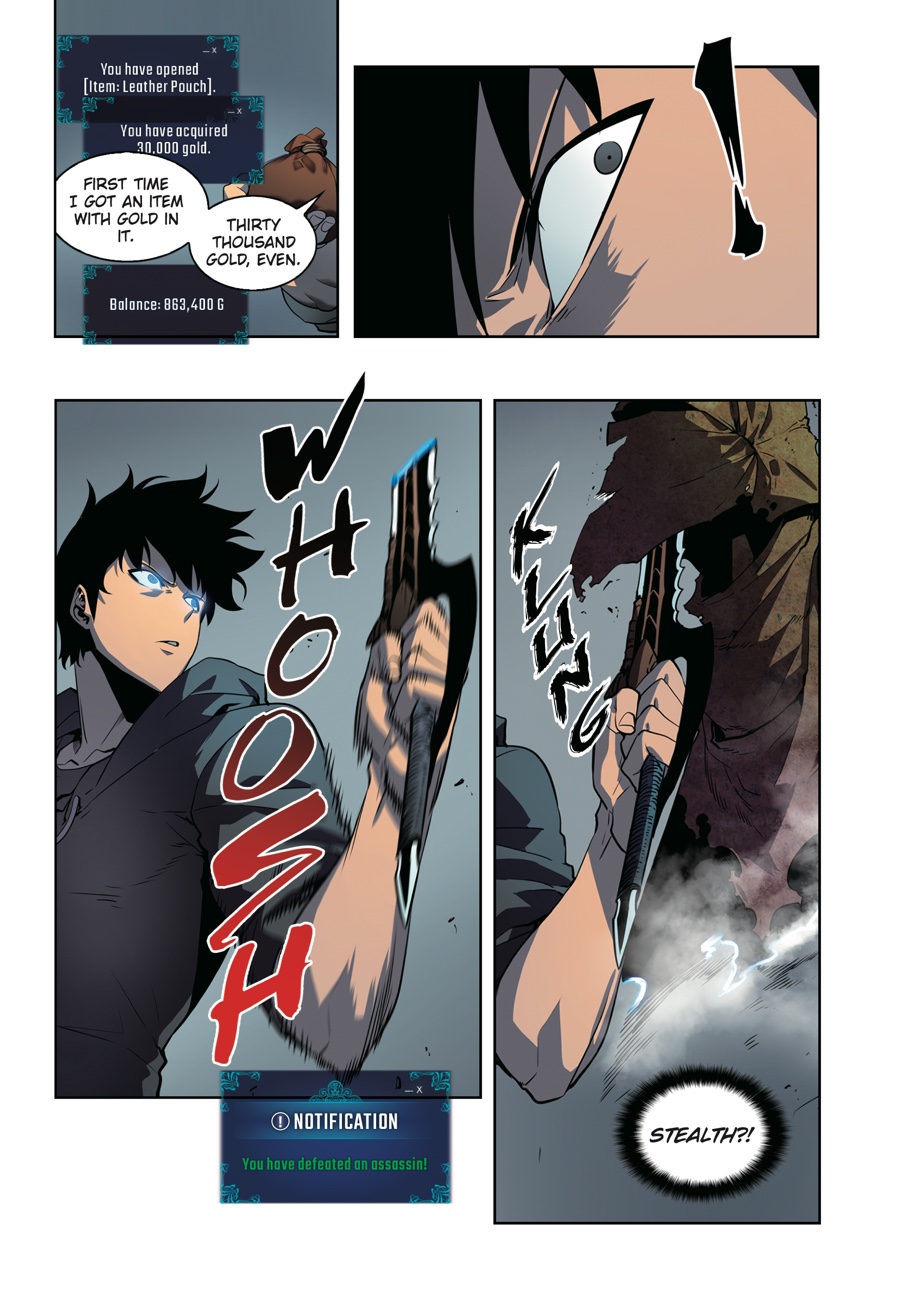 — X
You have opened
[Item: Leather Pouch].
— X
You have acquired
30,000 gold.
FIRST TIME
I GOT AN ITEM
WITH GOLD IN
IT.
THIRTY
THOUSAND
GOLD, EVEN.
Balance: 863,400 G
!
WHOOSH
— X
! NOTIFICATION
You have defeated an assassin!
KLUNG
STEALTH?!